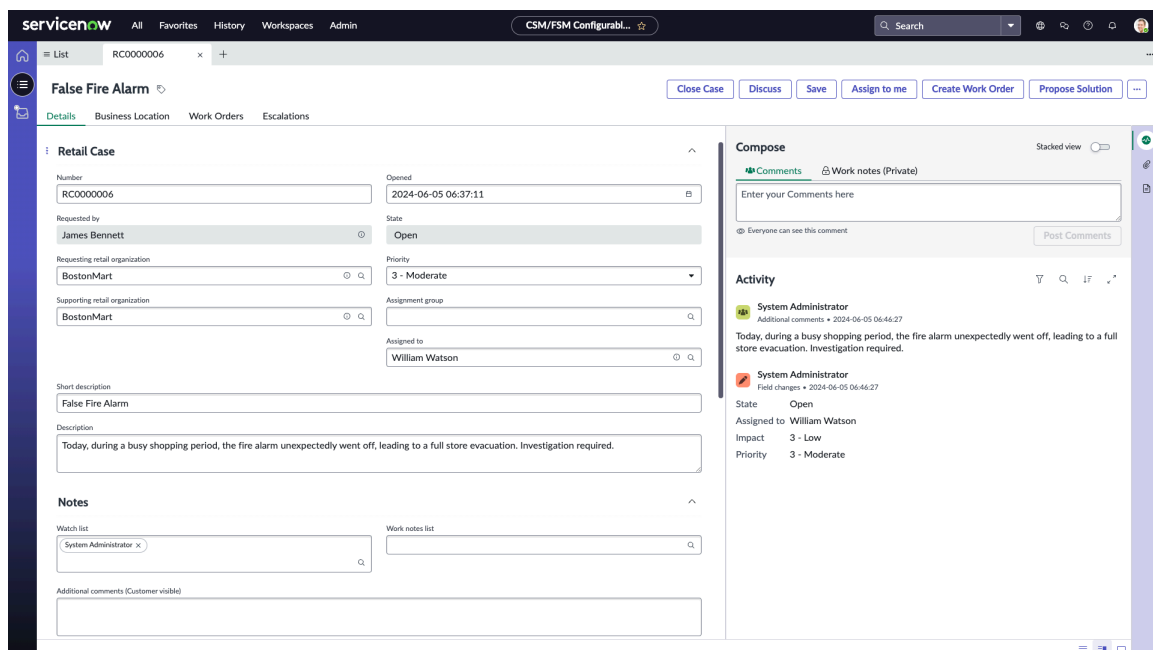 servicenow All Favorites History Workspaces Admin CSM/FSM Configurabl... Search
List RC0000006 × +
False Fire Alarm Close Case Discuss Save Assign to me Create Work Order Propose Solution ...
Details Business Location Work Orders Escalations
Retail Case
Number
RC0000006
Opened
2024-06-05 06:37:11
Requested by
James Bennett
State
Open
Requesting retail organization
BostonMart
Priority
3 - Moderate
Supporting retail organization
BostonMart
Assignment group
Assigned to
William Watson
Short description
False Fire Alarm
Description
Today, during a busy shopping period, the fire alarm unexpectedly went off, leading to a full store evacuation. Investigation required.
Notes
Watch list
System Administrator ×
Work notes list
Additional comments (Customer visible)
Compose Stacked view
Comments Work notes (Private)
Enter your Comments here
Everyone can see this comment
Post Comments
Activity
System Administrator
Additional comments • 2024-06-05 06:46:27
Today, during a busy shopping period, the fire alarm unexpectedly went off, leading to a full
store evacuation. Investigation required.
System Administrator
Field changes • 2024-06-05 06:46:27
State Open
Assigned to William Watson
Impact 3 - Low
Priority 3 - Moderate